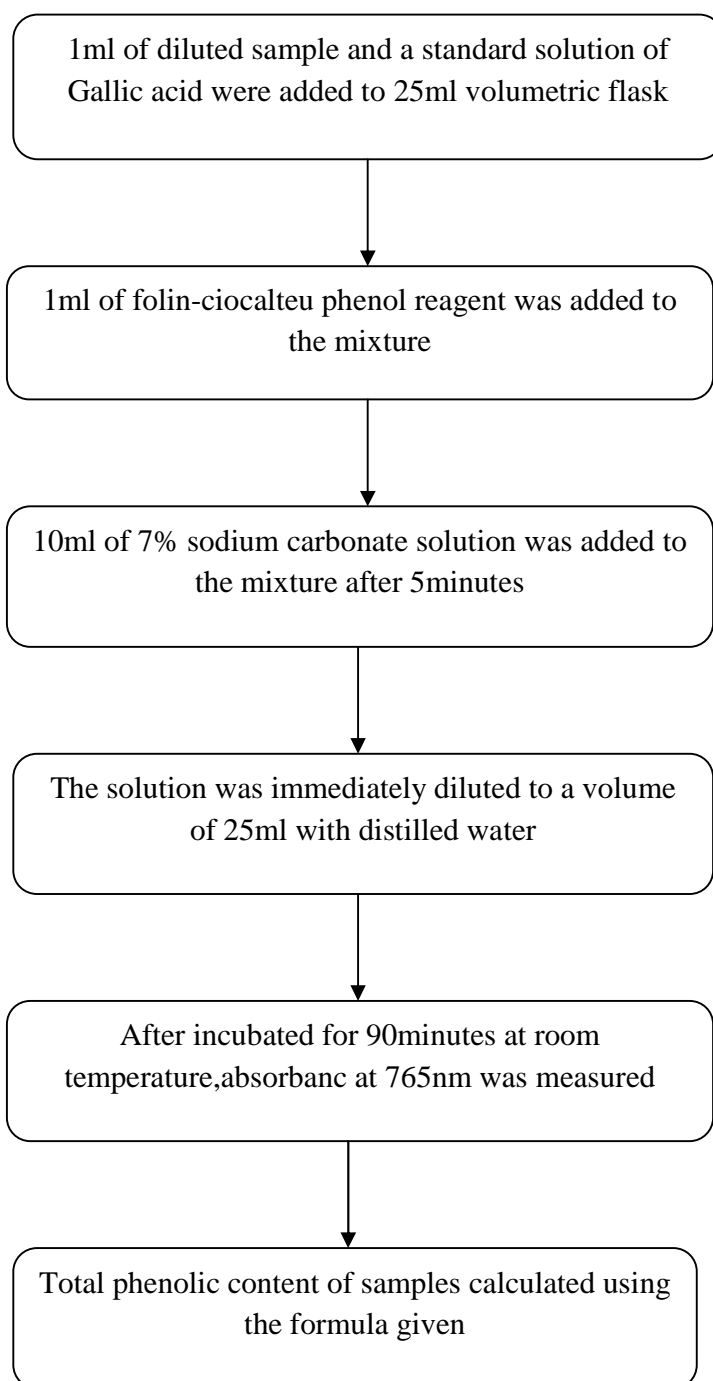 1ml of diluted sample and a standard solution of
Gallic acid were added to 25ml volumetric flask
1ml of folin-ciocalteu phenol reagent was added to
the mixture
10ml of 7% sodium carbonate solution was added to
the mixture after 5minutes
The solution was immediately diluted to a volume
of 25ml with distilled water
After incubated for 90minutes at room
temperature,absorbanc at 765nm was measured
Total phenolic content of samples calculated using
the formula given